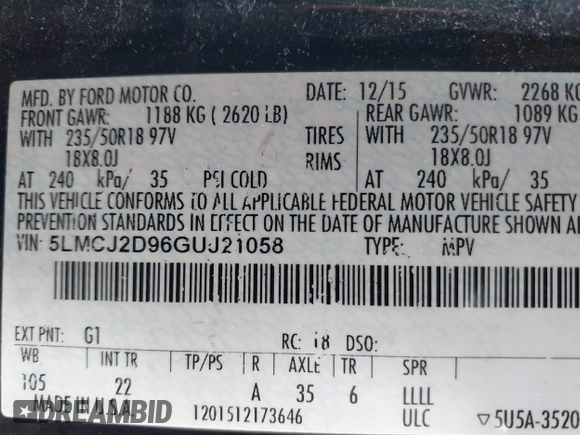 MFD. BY FORD MOTOR CO. DATE: 12/15 GVWR: 2268 KG
FRONT GAWR: 1188 KG ( 2620 LB) REAR GAWR: 1089 KG
WITH 235/50R18 97V TIRES WITH 235/50R18 97V
18X8.0J RIMS 18X8.0J
AT 240 kPa/ 35 PSI COLD AT 240 kPa/ 35
THIS VEHICLE CONFORMS TO ALL APPLICABLE FEDERAL MOTOR VEHICLE SAFETY
PREVENTION STANDARDS IN EFFECT ON THE DATE OF MANUFACTURE SHOWN
VIN: 5LMCJ2D96GUJ21058 TYPE: MPV
EXT PNT: G1 RC: 18 DSO:
WB INT TR TP/PS R AXLE TR SPR
105 22 A 35 6 LLLL
MADE IN U.S.A. 1201512173646 ULC ▽5U5A-3520
RideSafely